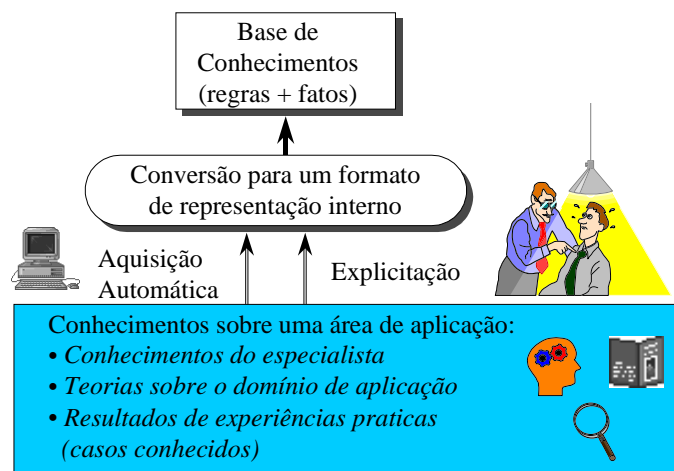 Base de
Conhecimentos
(regras + fatos)
Conversão para um formato
de representação interno
Aquisição
Automática
Explicitação
Conhecimentos sobre uma área de aplicação:
• Conhecimentos do especialista
• Teorias sobre o domínio de aplicação
• Resultados de experiências praticas
(casos conhecidos)